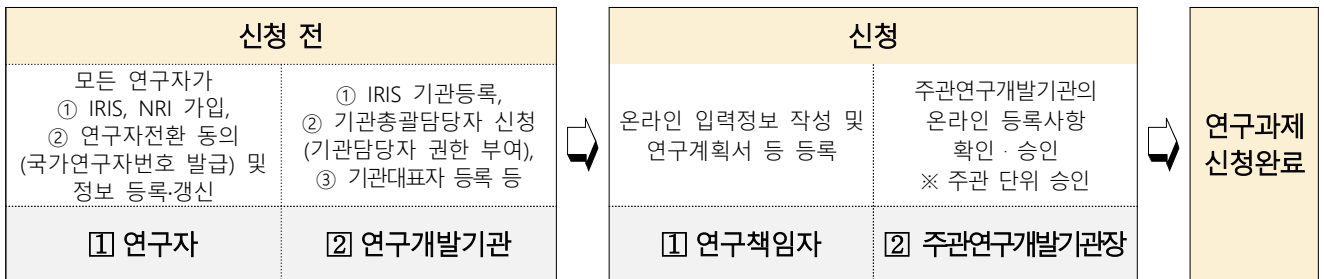 신청 전
모든 연구자가
① IRIS, NRI 가입,
② 연구자전환 동의
(국가연구자번호 발급) 및
정보 등록·갱신
① IRIS 기관등록,
② 기관총괄담당자 신청
(기관담당자 권한 부여),
③ 기관대표자 등록 등
1 연구자
2 연구개발기관
신청
온라인 입력정보 작성 및
연구계획서 등 등록
주관연구개발기관의
온라인 등록사항
확인 · 승인
※ 주관 단위 승인
1 연구책임자
2 주관연구개발기관장
연구과제
신청완료